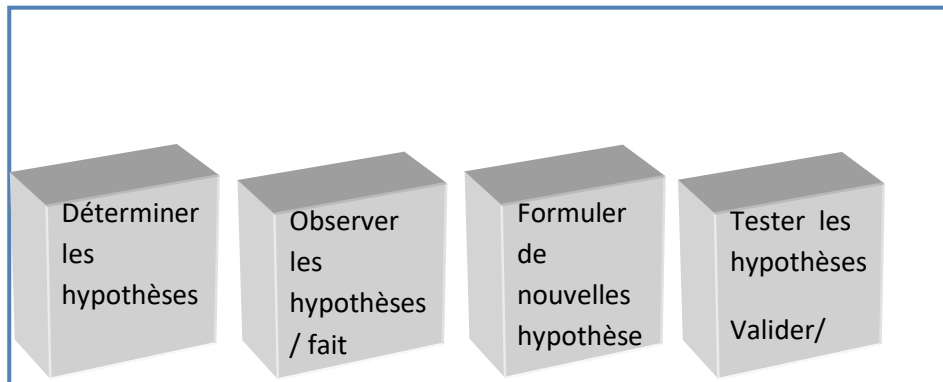 Déterminer
les
hypothèses
Observer
les
hypothèses
/ fait
Formuler
de
nouvelles
hypothèse
Tester les
hypothèses
Valider/